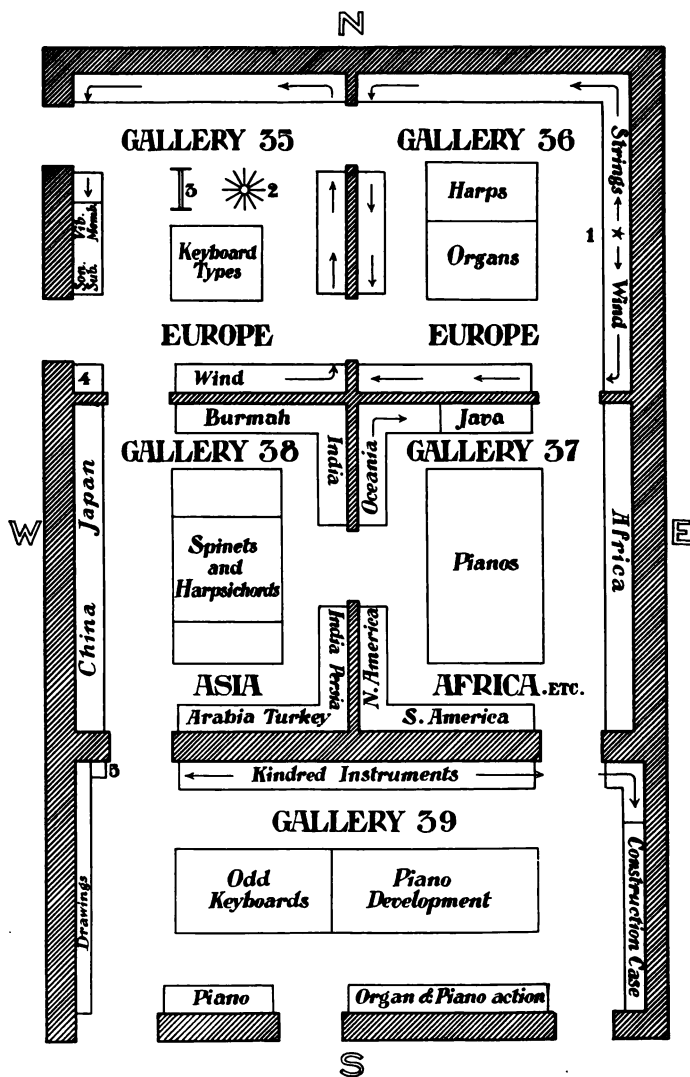 N
GALLERY 35
GALLERY 36
Strings
1
Wind
3
2
Harps
Organs
Vib. Memb.
Son. Sub.
Keyboard
Types
EUROPE
EUROPE
4
Wind
Burmah
India
Oceania
Java
GALLERY 38
GALLERY 37
W
E
Japan
China
Spinets
and
Harpsichords
Pianos
Africa
India Persia
N. America
ASIA
AFRICA.ETC.
Arabia Turkey
S. America
5
Kindred Instruments
GALLERY 39
Drawings
Odd
Keyboards
Piano
Development
Construction Case
Piano
Organ & Piano action
S